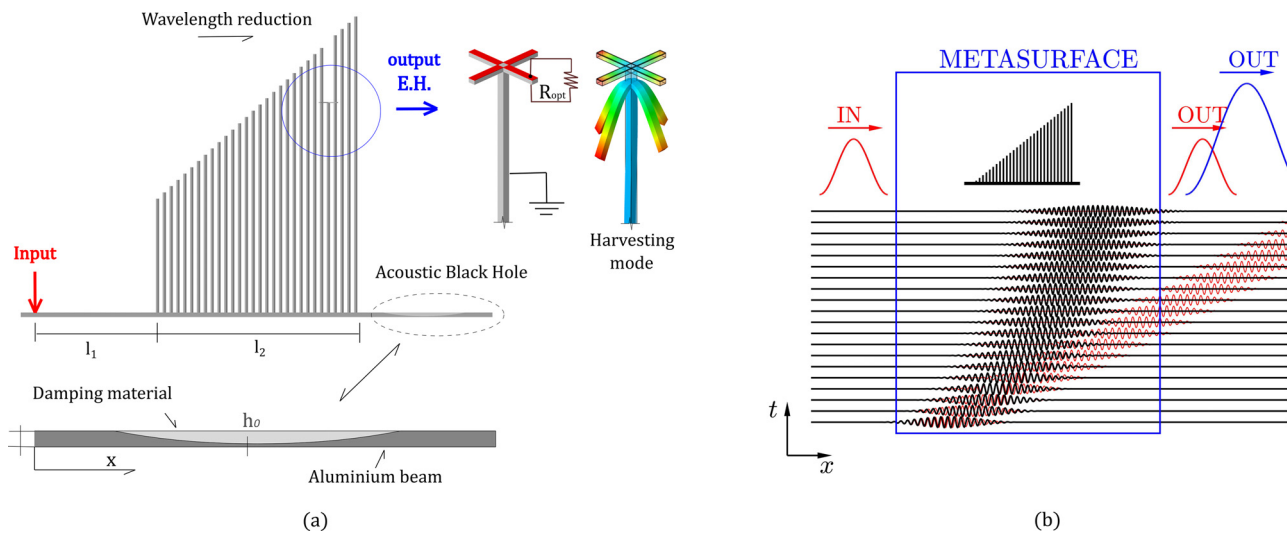 Wavelength reduction
output
E.H.
Ropt
Harvesting
mode
Input
Acoustic Black Hole
l1
l2
Damping material
h0
x
Aluminium beam
(a)
METASURFACE
OUT
IN
OUT
t
x
(b)